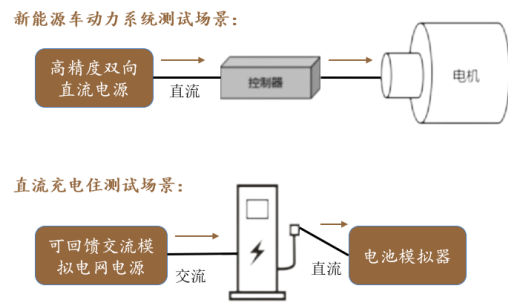 新能源车动力系统测试场景：
高精度双向
直流电源
直流
控制器
电机
直流充电住测试场景：
可回馈交流模
拟电网电源
交流
直流
电池模拟器